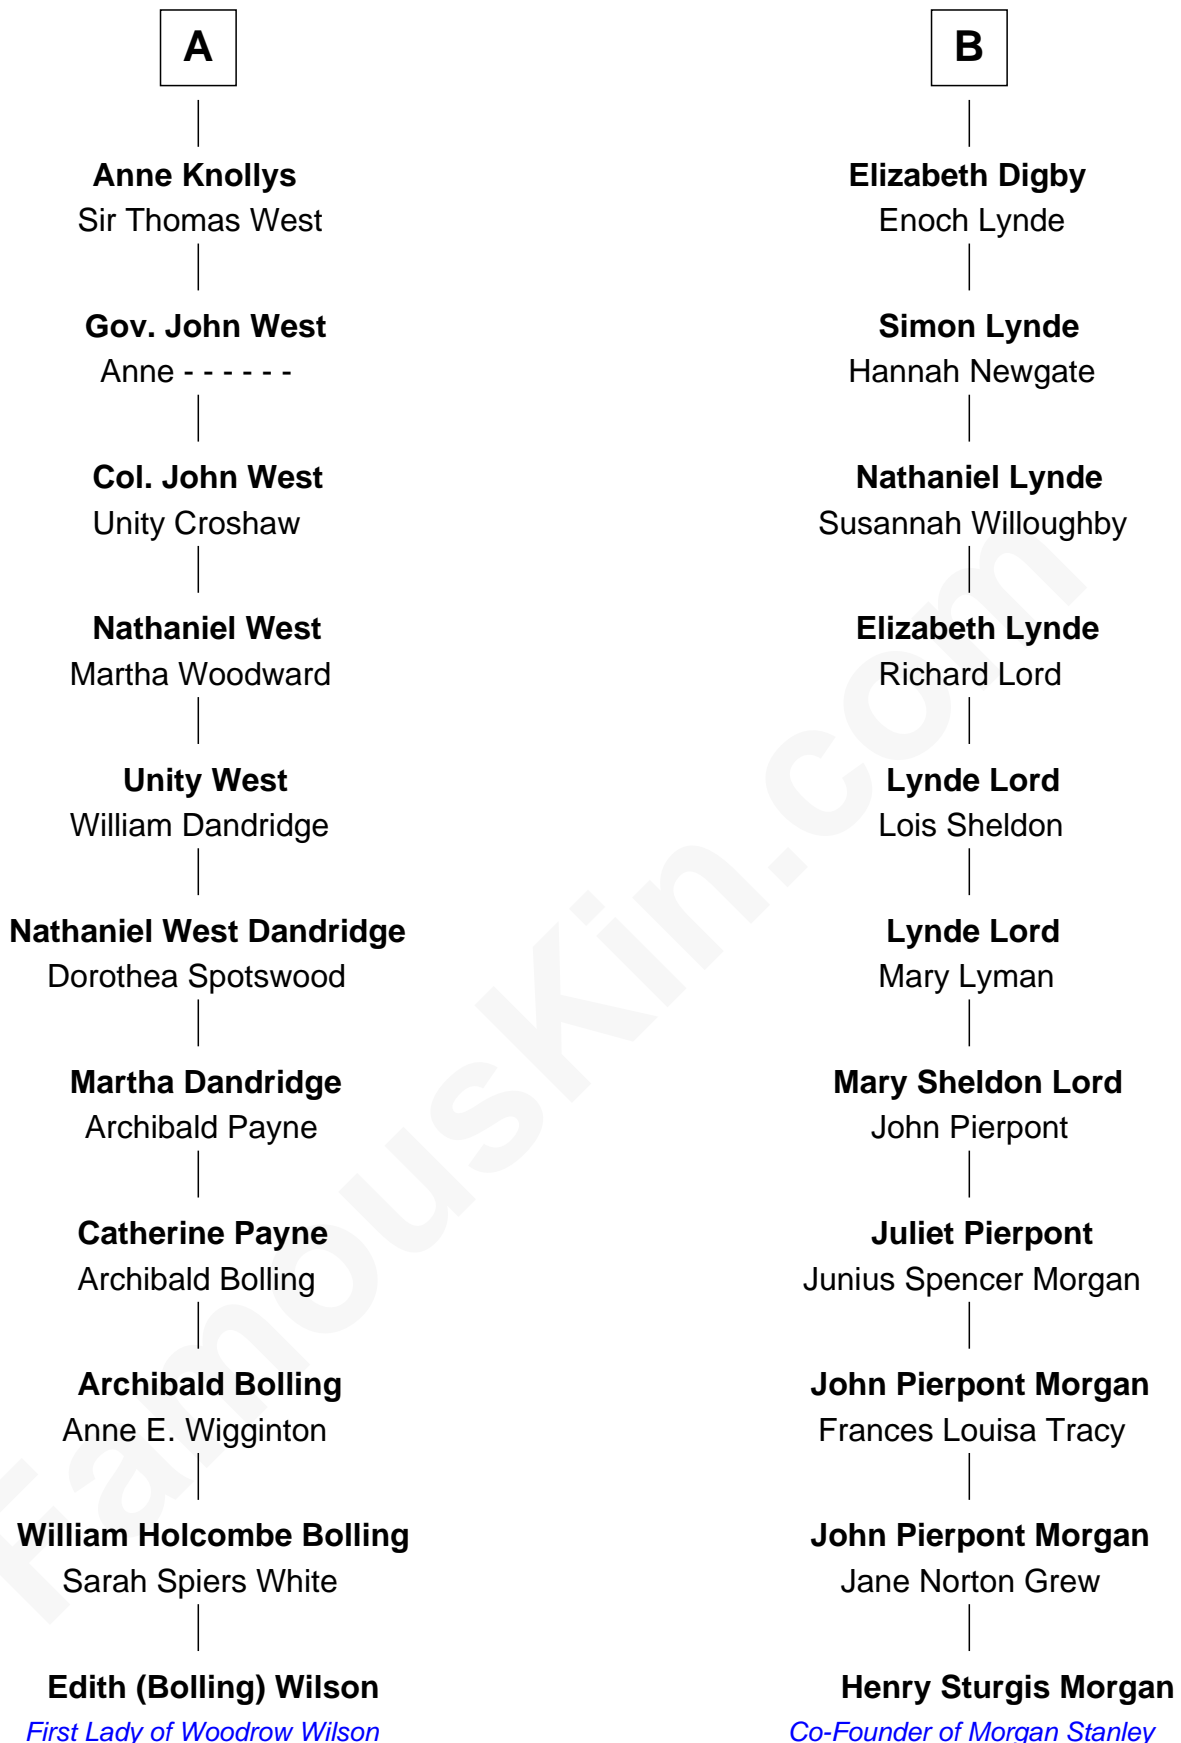 A
Anne Knollys
Sir Thomas West
Gov. John West
Anne - - - - - -
Col. John West
Unity Croshaw
Nathaniel West
Martha Woodward
Unity West
William Dandridge
Nathaniel West Dandridge
Dorothea Spotswood
Martha Dandridge
Archibald Payne
Catherine Payne
Archibald Bolling
Archibald Bolling
Anne E. Wigginton
William Holcombe Bolling
Sarah Spiers White
Edith (Bolling) Wilson
First Lady of Woodrow Wilson
B
Elizabeth Digby
Enoch Lynde
Simon Lynde
Hannah Newgate
Nathaniel Lynde
Susannah Willoughby
Elizabeth Lynde
Richard Lord
Lynde Lord
Lois Sheldon
Lynde Lord
Mary Lyman
Mary Sheldon Lord
John Pierpont
Juliet Pierpont
Junius Spencer Morgan
John Pierpont Morgan
Frances Louisa Tracy
John Pierpont Morgan
Jane Norton Grew
Henry Sturgis Morgan
Co-Founder of Morgan Stanley
FamousKin.com